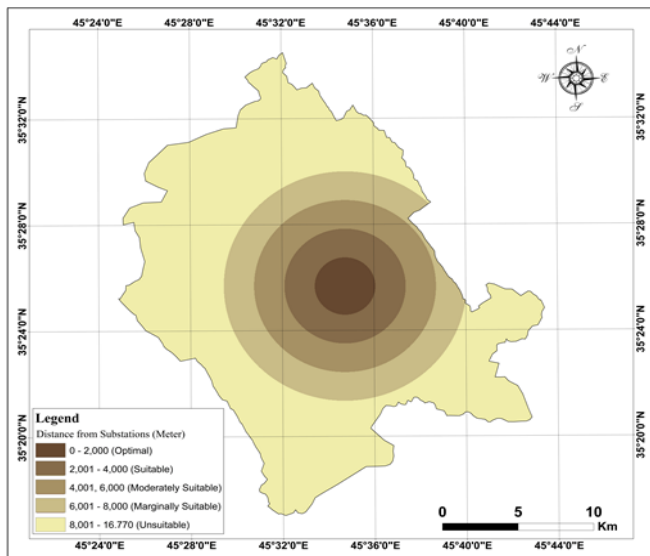 45°24'0"E 45°28'0"E 45°32'0"E 45°36'0"E 45°40'0"E 45°44'0"E
N
W E
S
35°32'0"N 35°32'0"N
35°28'0"N 35°28'0"N
35°24'0"N 35°24'0"N
35°20'0"N 35°20'0"N
Legend
Distance from Substations (Meter)
0 - 2,000 (Optimal)
2,001 - 4,000 (Suitable)
4,001, 6,000 (Moderately Suitable)
6,001 - 8,000 (Marginally Suitable)
8,001 - 16.770 (Unsuitable)
0 5 10
Km
45°24'0"E 45°28'0"E 45°32'0"E 45°36'0"E 45°40'0"E 45°44'0"E